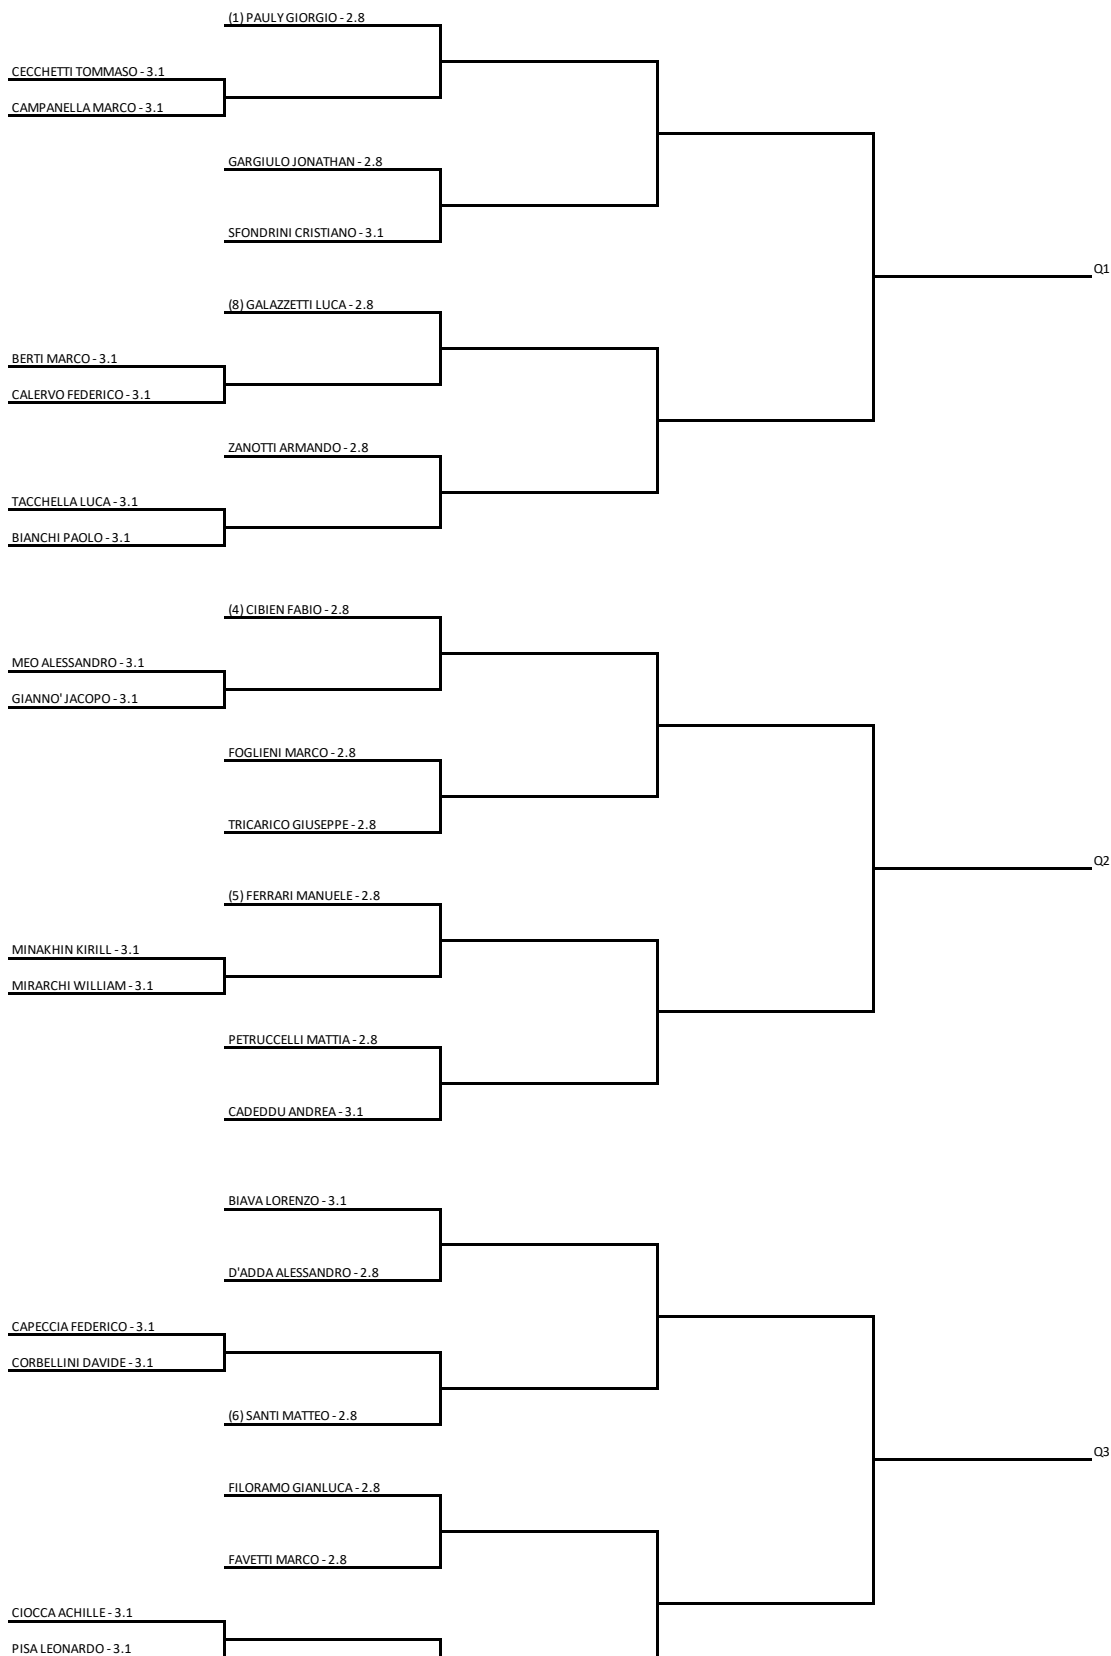 (1) PAULY GIORGIO - 2.8
CECCHETTI TOMMASO - 3.1
CAMPANELLA MARCO - 3.1
GARGIULO JONATHAN - 2.8
SFONDRINI CRISTIANO - 3.1
Q1
(8) GALAZZETTI LUCA - 2.8
BERTI MARCO - 3.1
CALERVO FEDERICO - 3.1
ZANOTTI ARMANDO - 2.8
TACCHELLA LUCA - 3.1
BIANCHI PAOLO - 3.1
(4) CIBIEN FABIO - 2.8
MEO ALESSANDRO - 3.1
GIANNO' JACOPO - 3.1
FOGLIENI MARCO - 2.8
TRICARICO GIUSEPPE - 2.8
Q2
(5) FERRARI MANUELE - 2.8
MINAKHIN KIRILL - 3.1
MIRARCHI WILLIAM - 3.1
PETRUCCELLI MATTIA - 2.8
CADEDDU ANDREA - 3.1
BIAVA LORENZO - 3.1
D'ADDA ALESSANDRO - 2.8
CAPECCIA FEDERICO - 3.1
CORBELLINI DAVIDE - 3.1
(6) SANTI MATTEO - 2.8
Q3
FILORAMO GIANLUCA - 2.8
FAVETTI MARCO - 2.8
CIOCCA ACHILLE - 3.1
PISA LEONARDO - 3.1